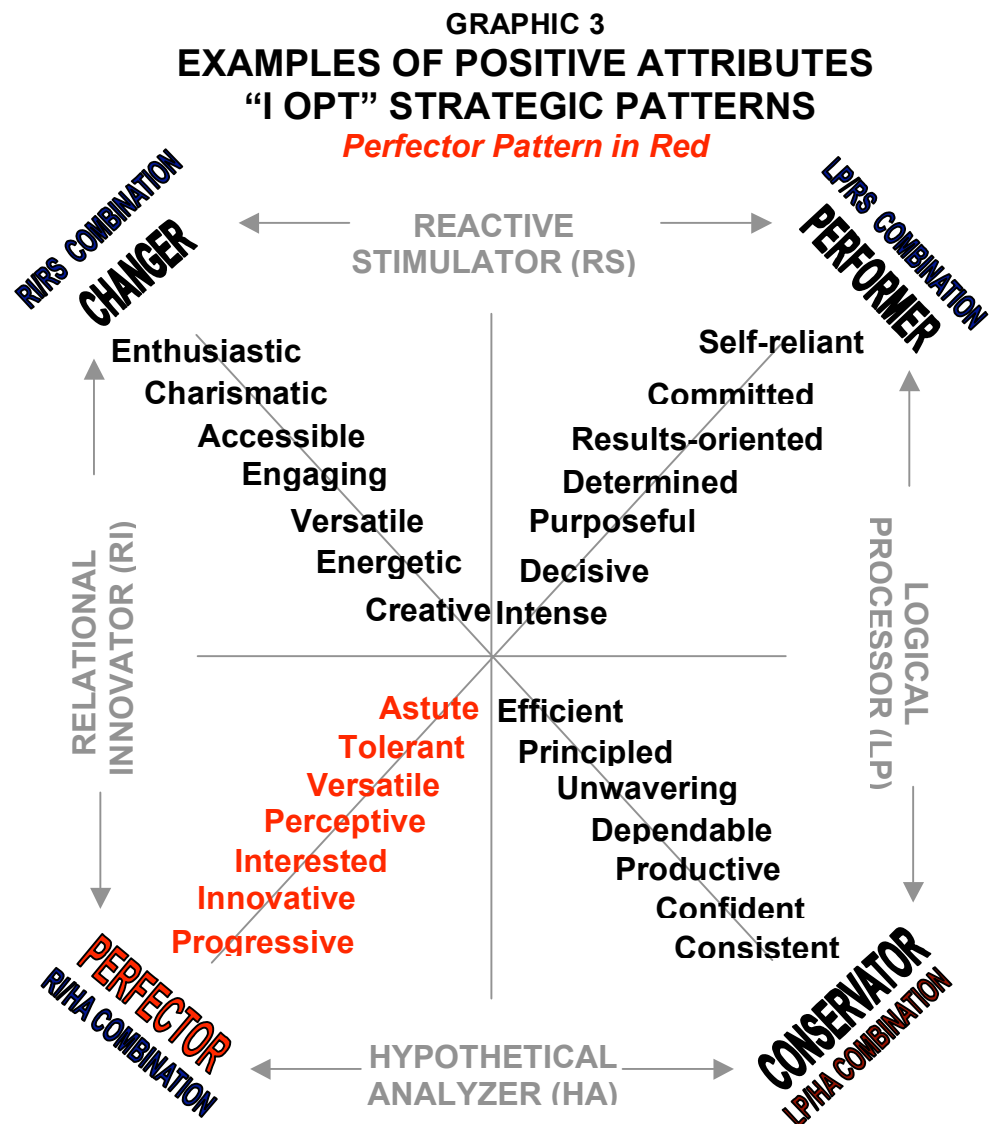 GRAPHIC 3
EXAMPLES OF POSITIVE ATTRIBUTES
“I OPT” STRATEGIC PATTERNS
Perfector Pattern in Red
RI/RS COMBINATION
CHANGER
REACTIVE
STIMULATOR (RS)
LP/RS COMBINATION
PERFORMER
Enthusiastic
Charismatic
Accessible
Engaging
Versatile
Energetic
Creative
Self-reliant
Committed
Results-oriented
Determined
Purposeful
Decisive
Intense
RELATIONAL
INNOVATOR (RI)
LOGICAL
PROCESSOR (LP)
Astute
Tolerant
Versatile
Perceptive
Interested
Innovative
Progressive
Efficient
Principled
Unwavering
Dependable
Productive
Confident
Consistent
PERFECTOR
RI/HA COMBINATION
HYPOTHETICAL
ANALYZER (HA)
CONSERVATOR
LP/HA COMBINATION